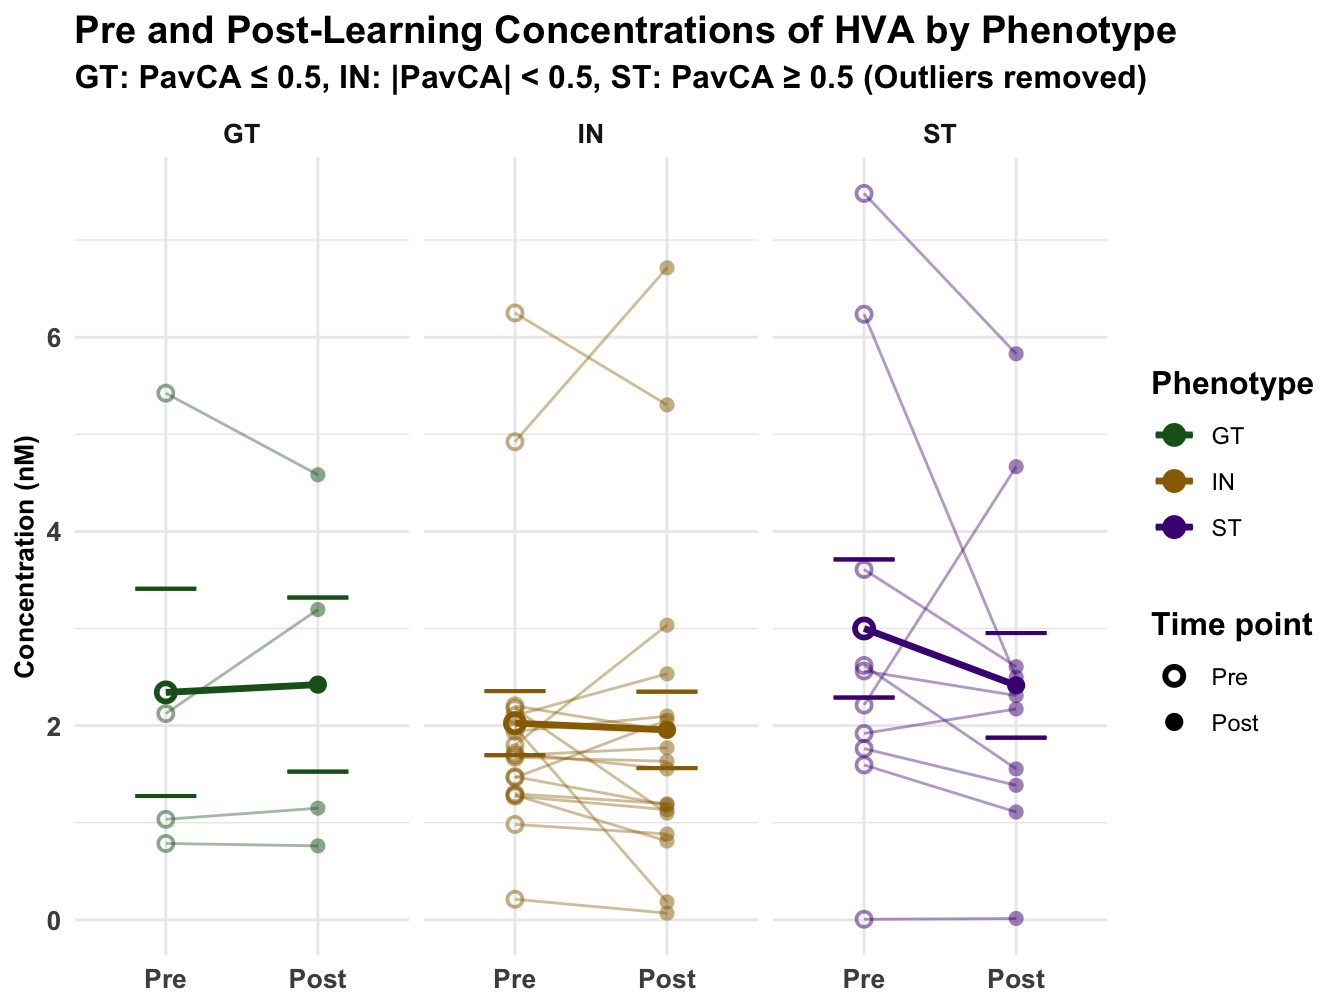 Pre and Post-Learning Concentrations of HVA by Phenotype
GT: PavCA ≤ 0.5, IN: |PavCA| < 0.5, ST: PavCA ≥ 0.5 (Outliers removed)
GT
IN
ST
Concentration (nM)
6
4
2
0
Pre
Post
Pre
Post
Pre
Post
Phenotype
GT
IN
ST
Time point
Pre
Post